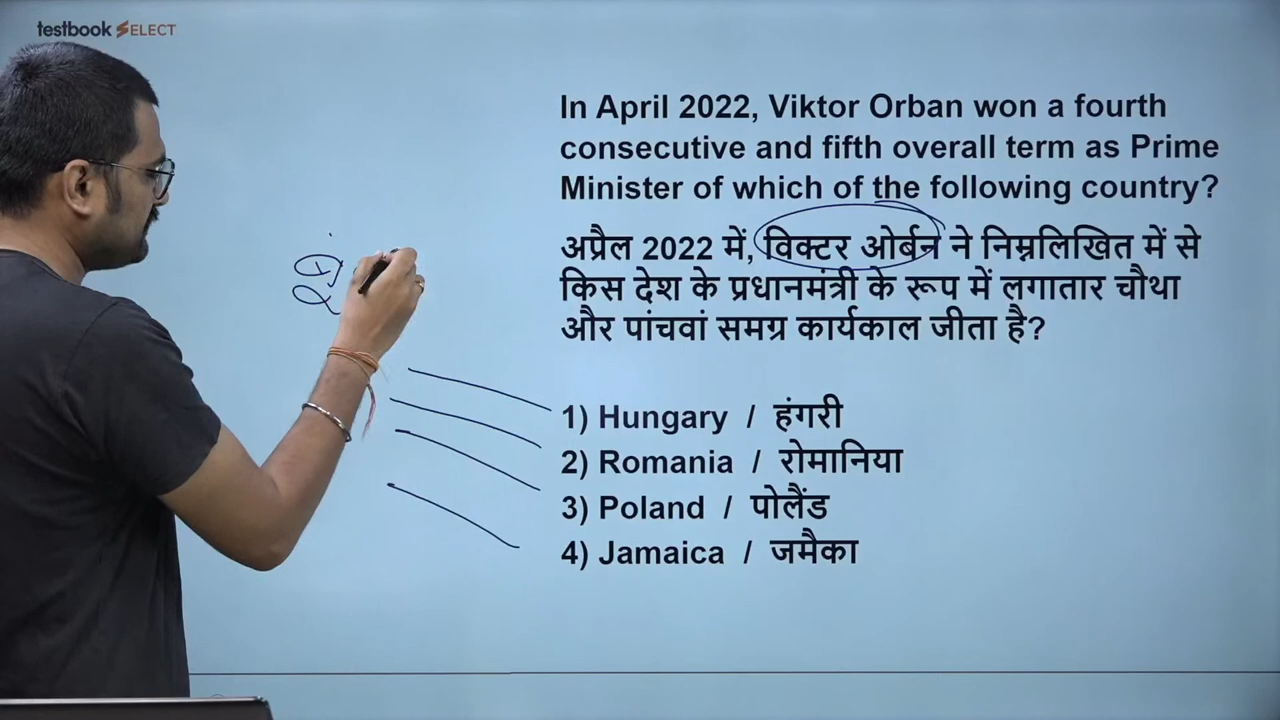 testbook SELECT
In April 2022, Viktor Orban won a fourth
consecutive and fifth overall term as Prime
Minister of which of the following country?
अप्रैल 2022 में, विक्टर ओर्बन ने निम्नलिखित में से
किस देश के प्रधानमंत्री के रूप में लगातार चौथा
और पांचवां समग्र कार्यकाल जीता है?
1) Hungary / हंगरी
2) Romania / रोमानिया
3) Poland / पोलैंड
4) Jamaica / जमैका